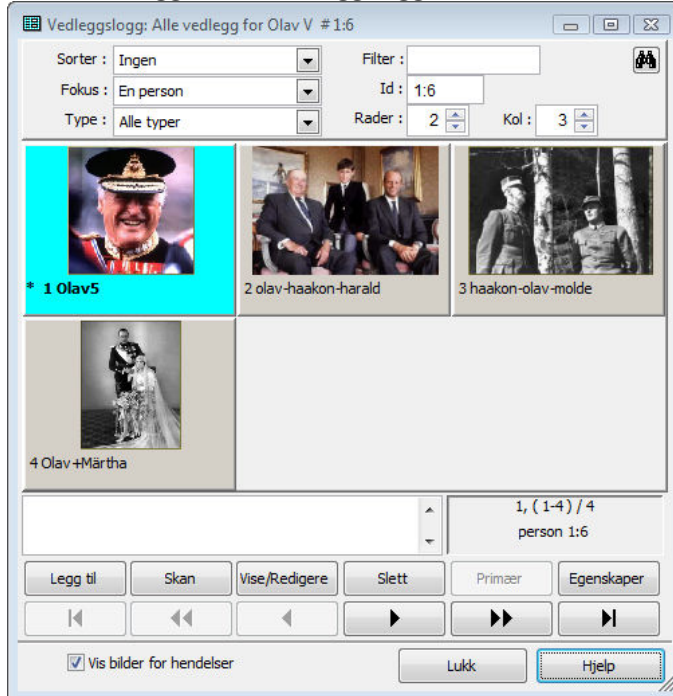 Vedleggslogg: Alle vedlegg for Olav V #1:6
Sorter : Ingen Filter :
Fokus : En person Id : 1:6
Type : Alle typer Rader : 2 Kol : 3
* 1 Olav5 2 olav-haakon-harald 3 haakon-olav-molde
4 Olav+Märtha
1, ( 1-4 ) / 4
person 1:6
Legg til Skan Vise/Redigere Slett Primær Egenskaper
Vis bilder for hendelser Lukk Hjelp